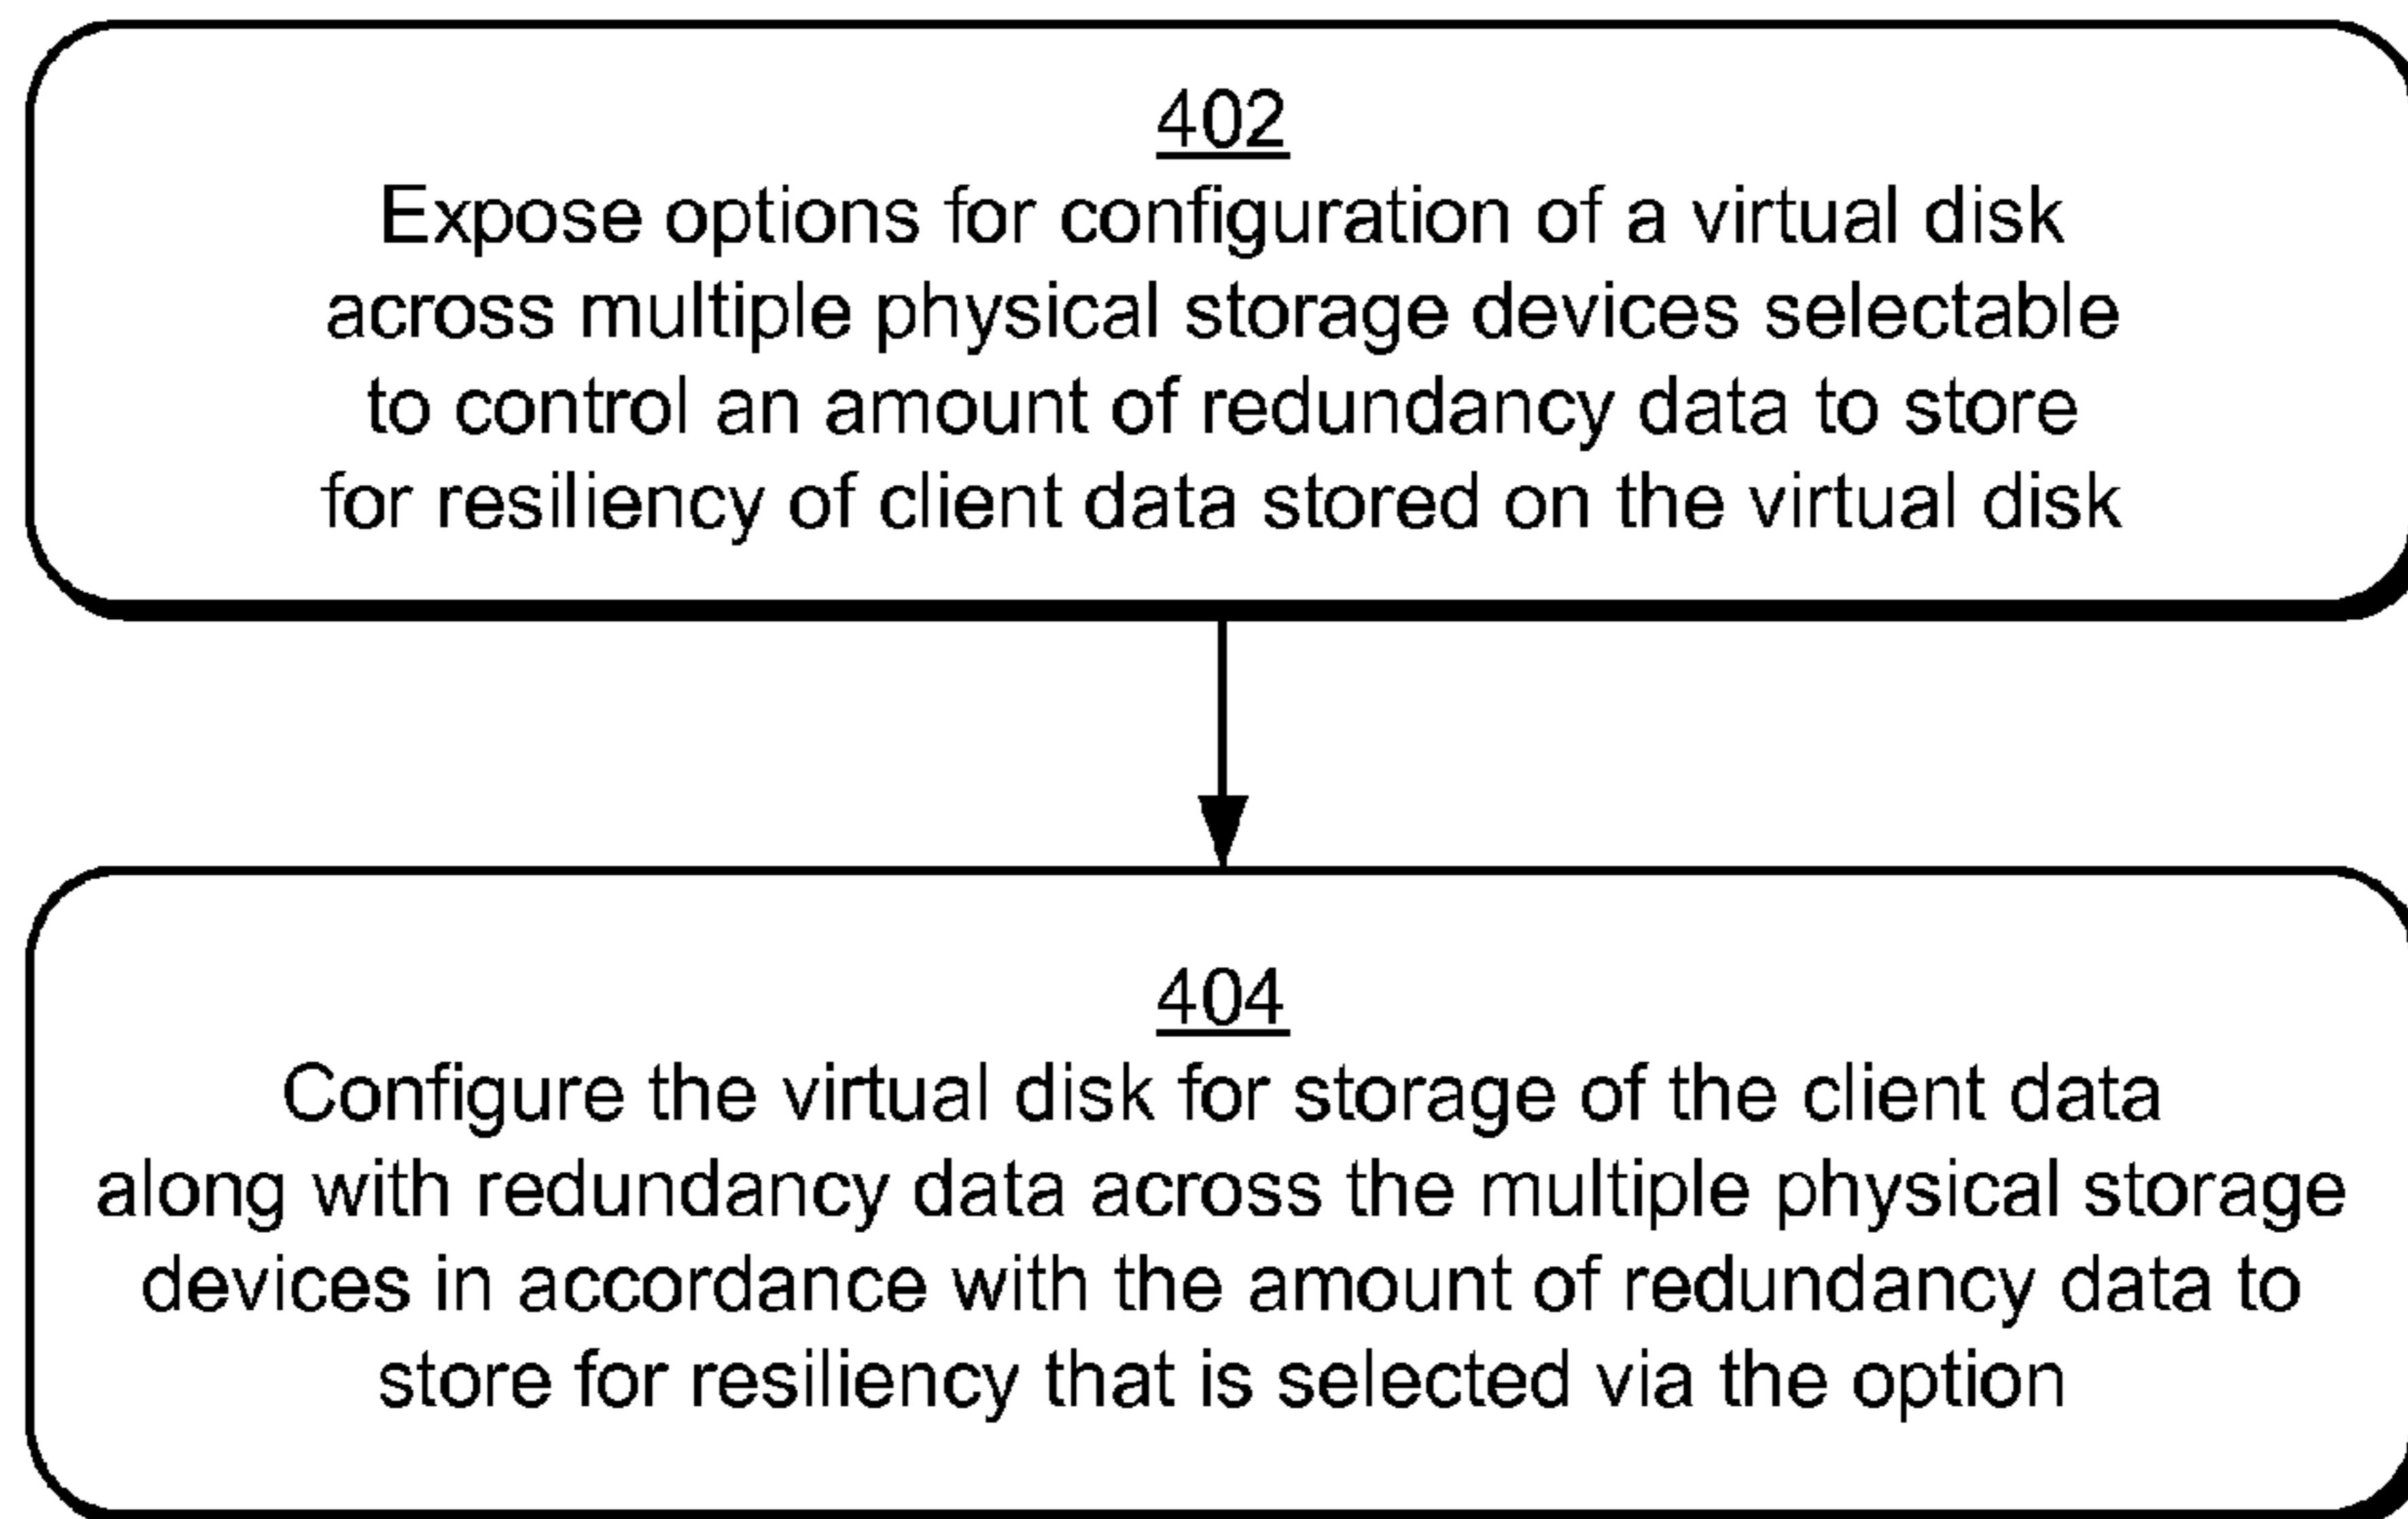 402
Expose options for configuration of a virtual disk
across multiple physical storage devices selectable
to control an amount of redundancy data to store
for resiliency of client data stored on the virtual disk
404
Configure the virtual disk for storage of the client data
along with redundancy data across the multiple physical storage
devices in accordance with the amount of redundancy data to
store for resiliency that is selected via the option